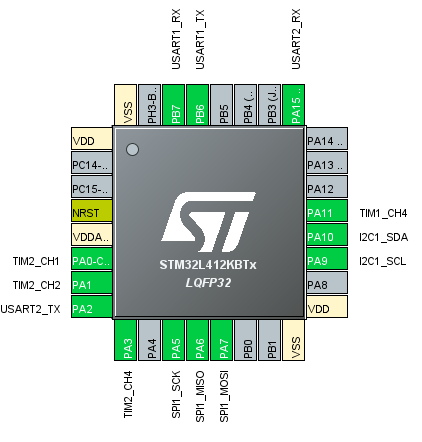 USART1_RX
USART1_TX
USART2_RX
VSS
PH3-B..
PB7
PB6
PB5
PB4 (..
PB3 (J..
PA15 ..
VDD
PC14-..
PC15-..
NRST
VDDA..
TIM2_CH1 PA0-C..
TIM2_CH2 PA1
USART2_TX PA2
PA14 ..
PA13 ..
PA12
PA11 TIM1_CH4
PA10 I2C1_SDA
PA9 I2C1_SCL
PA8
VDD
STM32L412KBTx
LQFP32
PA3
PA4
PA5
PA6
PA7
PB0
PB1
VSS
TIM2_CH4
SPI1_SCK
SPI1_MISO
SPI1_MOSI